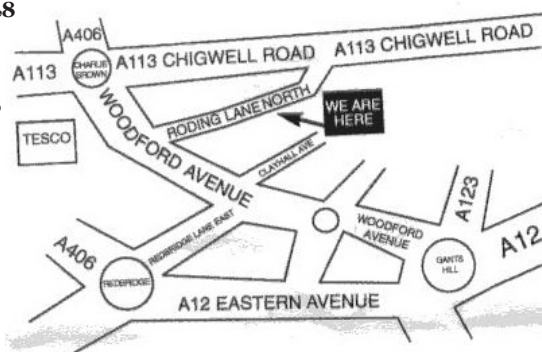 8
A406
A113 CHIGWELL ROAD
A113 CHIGWELL ROAD
A113
CHARLIE
BROWN
RODING LANE NORTH
WE ARE
HERE
TESCO
WOODFORD AVENUE
CLAYHALL AVE
A123
WOODFORD
AVENUE
REDBRIDGE LANE EAST
A406
A12
GANTS
HILL
REDBRIDGE
A12 EASTERN AVENUE